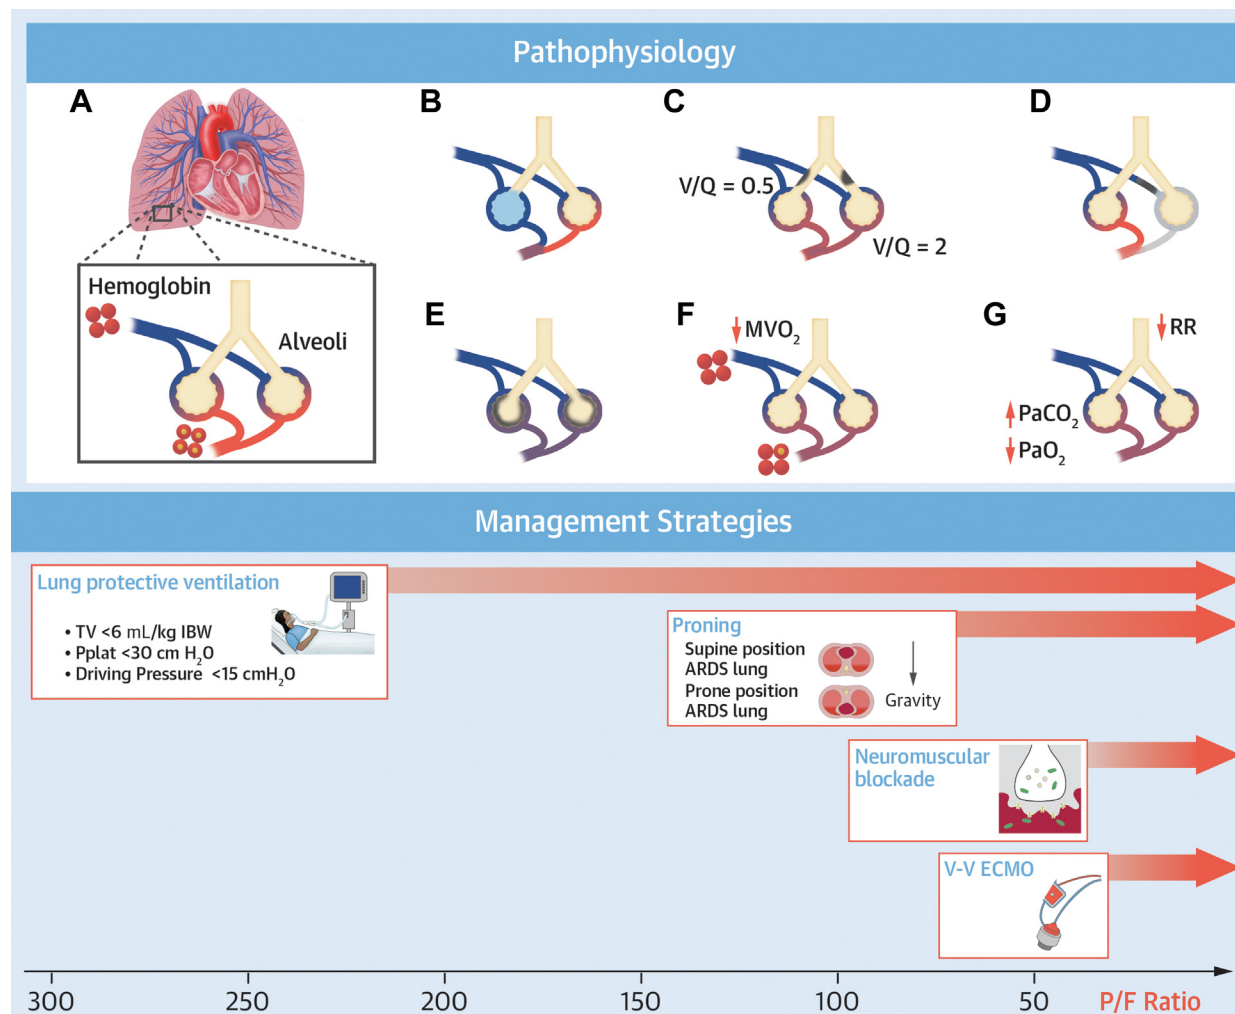 Pathophysiology
A
B
C
D
V/Q = 0.5
V/Q = 2
Hemoglobin
Alveoli
E
F
↓MVO₂
G
↓RR
↑PaCO₂
↓PaO₂
Management Strategies
Lung protective ventilation
• TV <6 mL/kg IBW
• Pplat <30 cm H₂O
• Driving Pressure <15 cmH₂O
Proning
Supine position
ARDS lung
Prone position
ARDS lung
Gravity
Neuromuscular
blockade
V-V ECMO
300 250 200 150 100 50 P/F Ratio